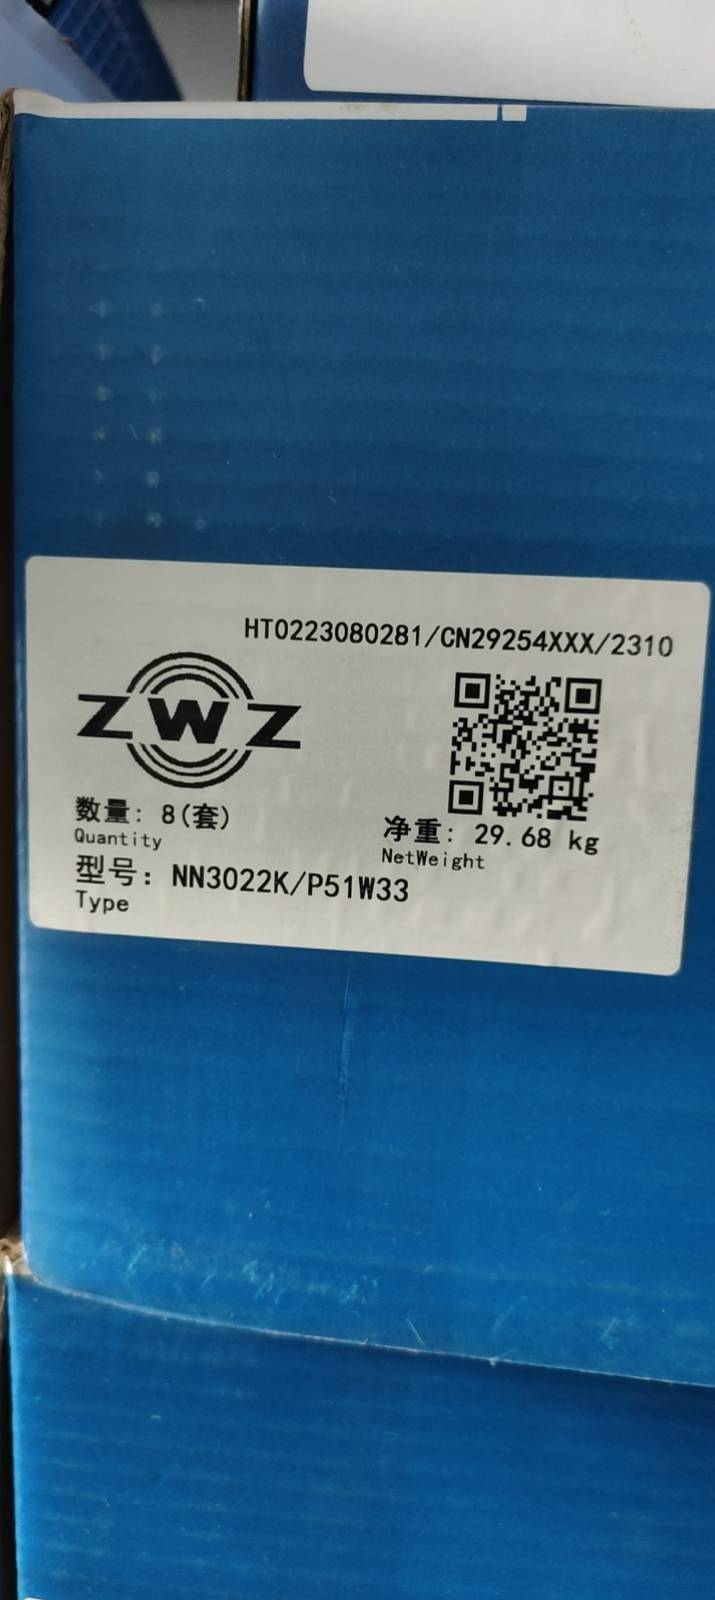 HT0223080281/CN29254XXX/2310
ZWZ
数量: 8(套)
Quantity
净重: 29.68 kg
NetWeight
型号: NN3022K/P51W33
Type